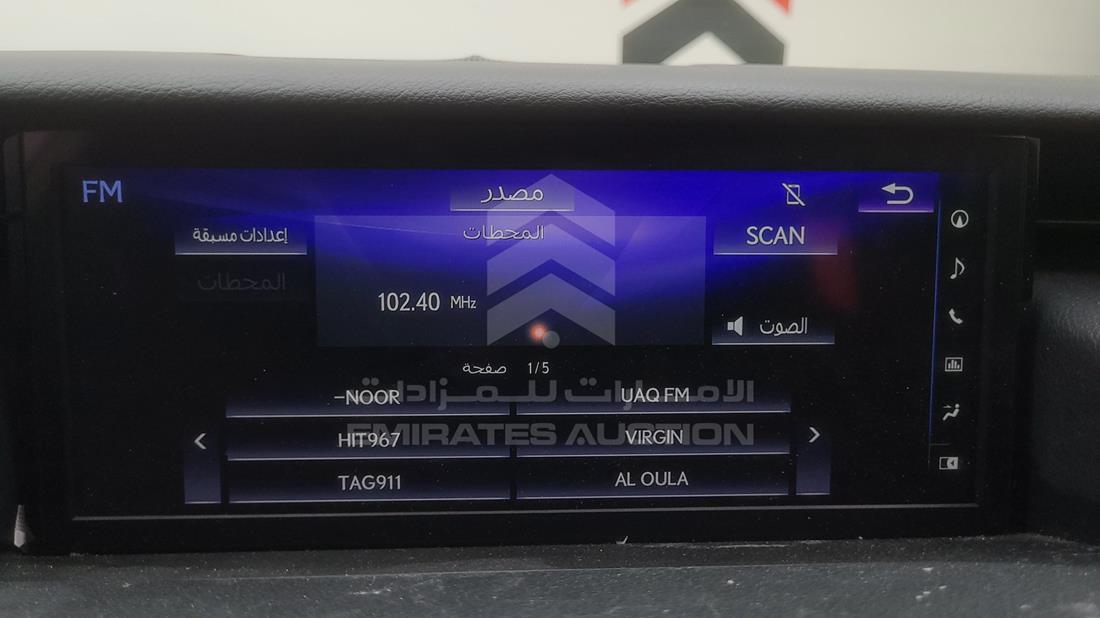 FM
مصدر
إعدادات مسبقة
المحطات
SCAN
المحطات
102.40 MHz
الصوت
صفحة 1/5
الامارات للمزادات
-NOOR
UAQ FM
HIT967
VIRGIN
EMIRATES AUCTION
TAG911
AL OULA